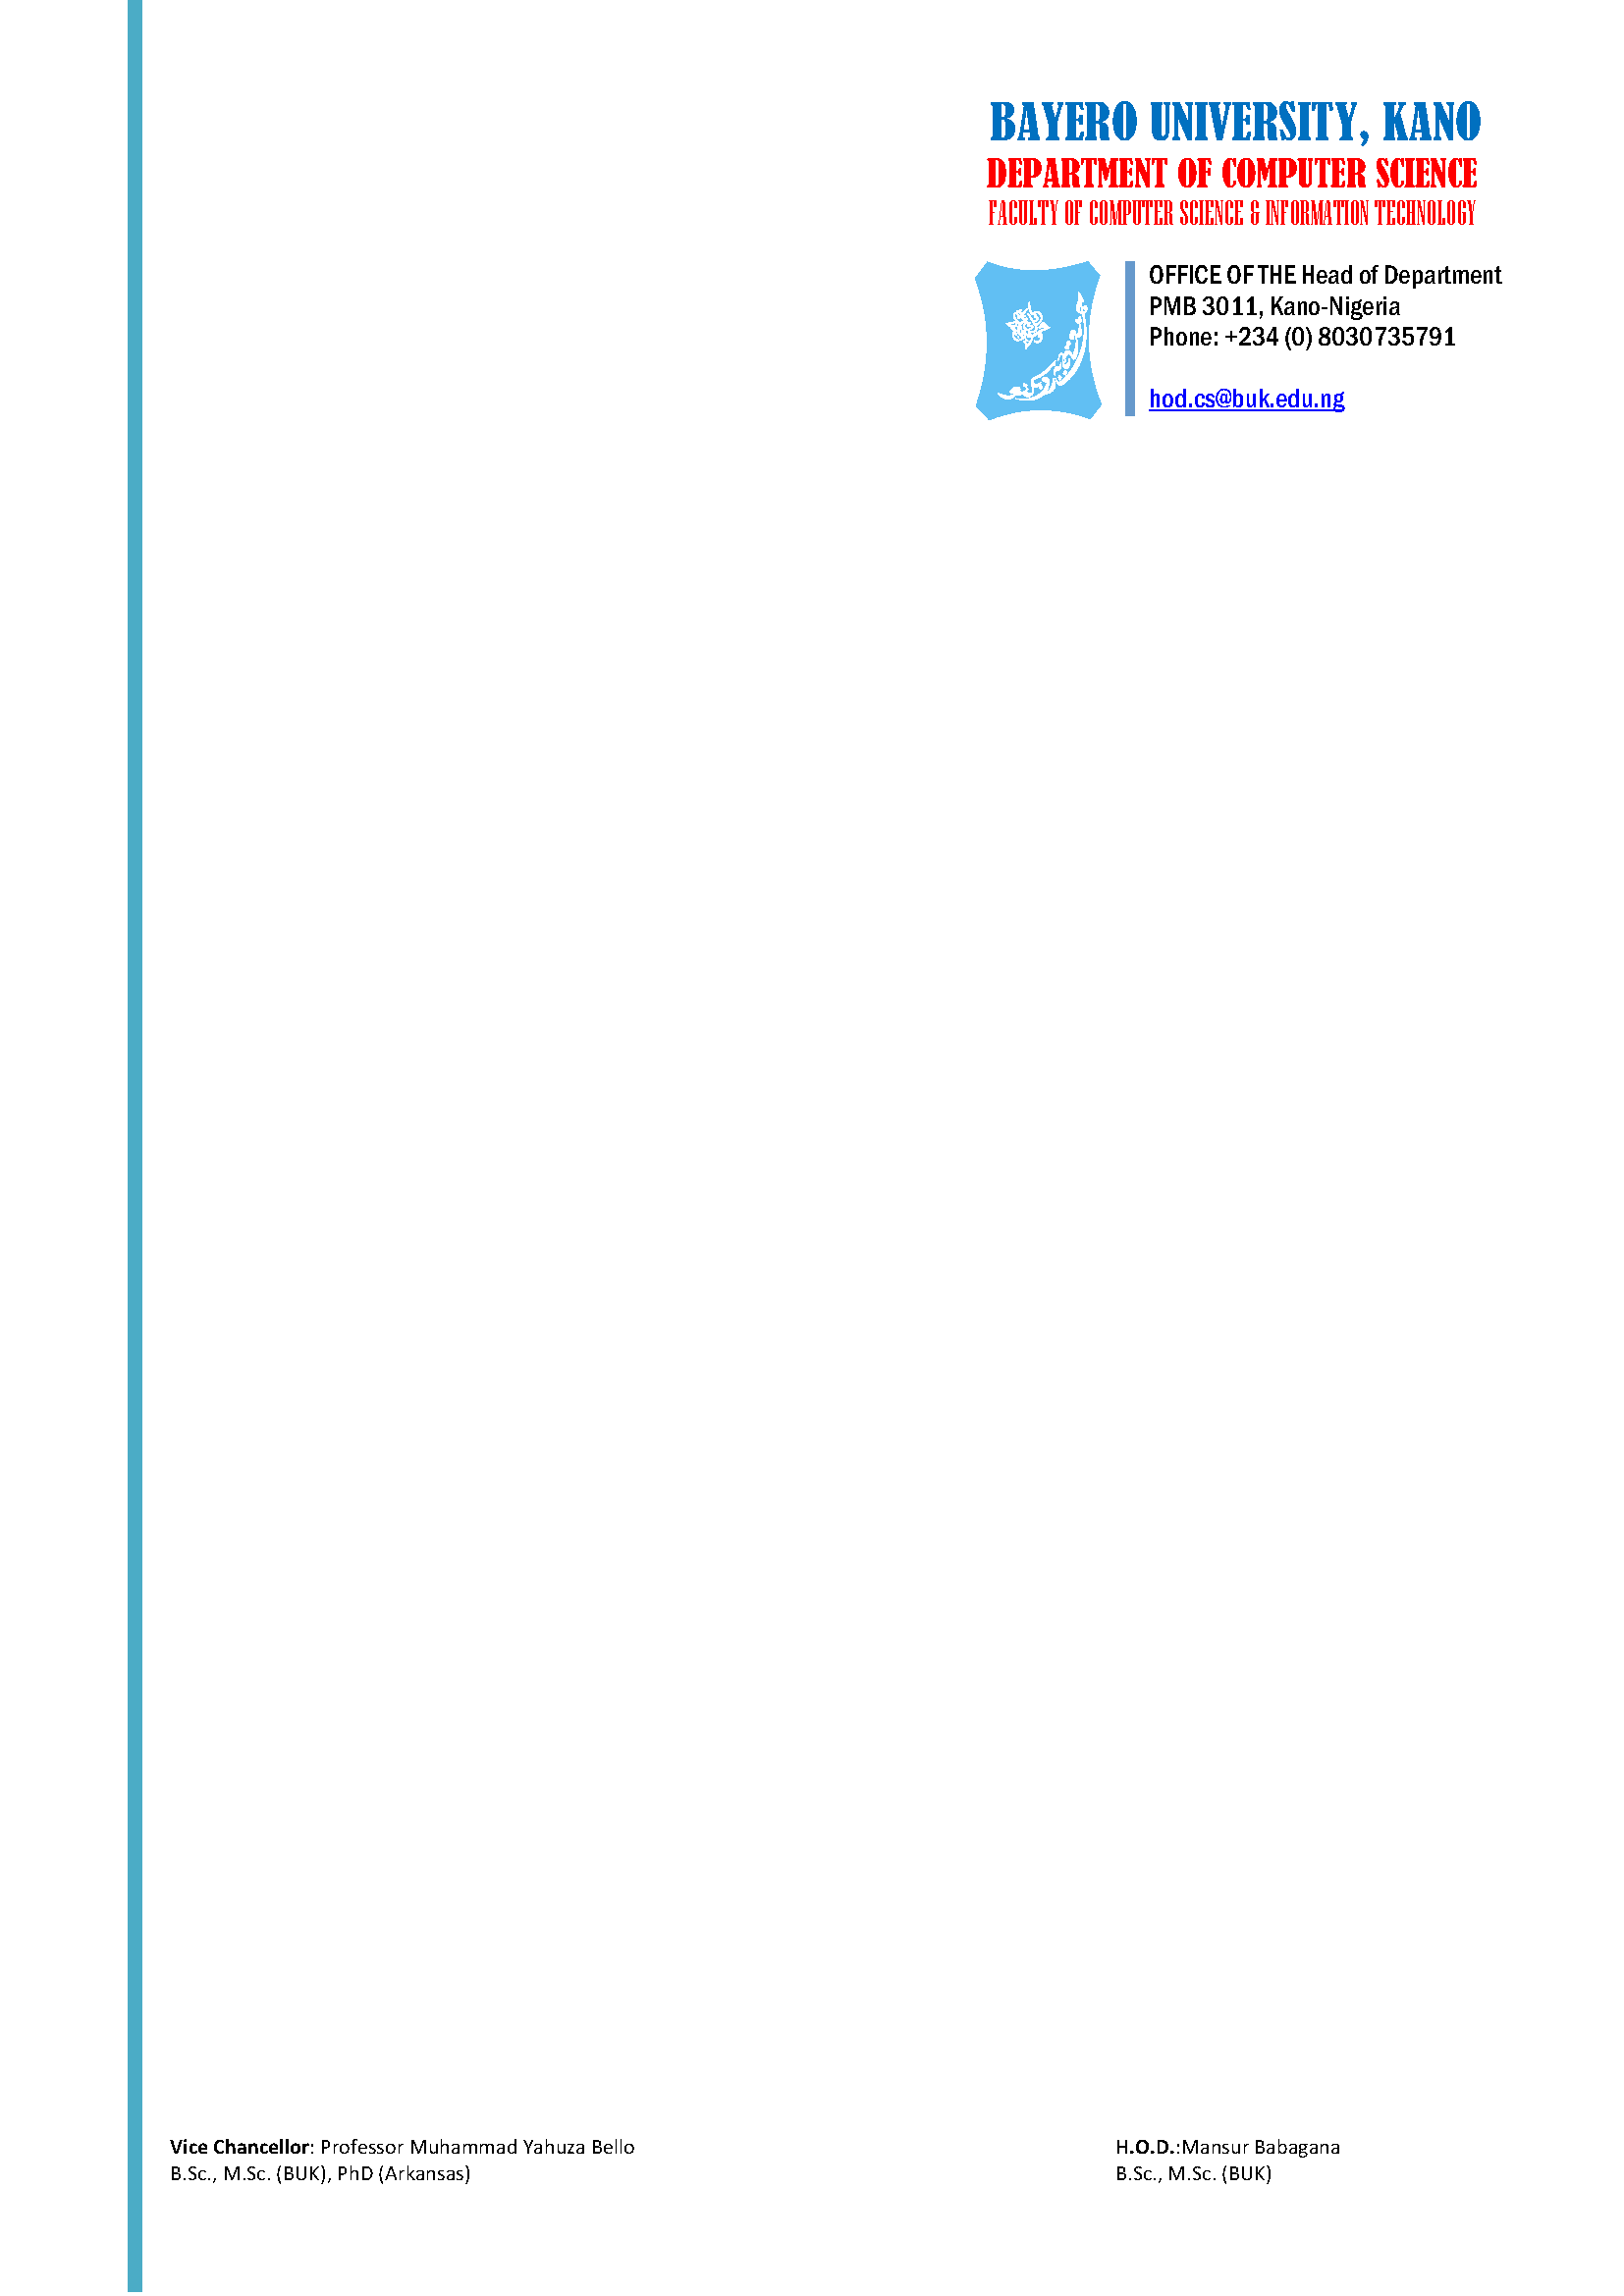 BAYERO UNIVERSITY, KANO
DEPARTMENT OF COMPUTER SCIENCE
FACULTY OF COMPUTER SCIENCE & INFORMATION TECHNOLOGY
OFFICE OF THE Head of Department
PMB 3011, Kano-Nigeria
Phone: +234 (0) 8030735791
hod.cs@buk.edu.ng
Vice Chancellor: Professor Muhammad Yahuza Bello
B.Sc., M.Sc. (BUK), PhD (Arkansas)
H.O.D.:Mansur Babagana
B.Sc., M.Sc. (BUK)